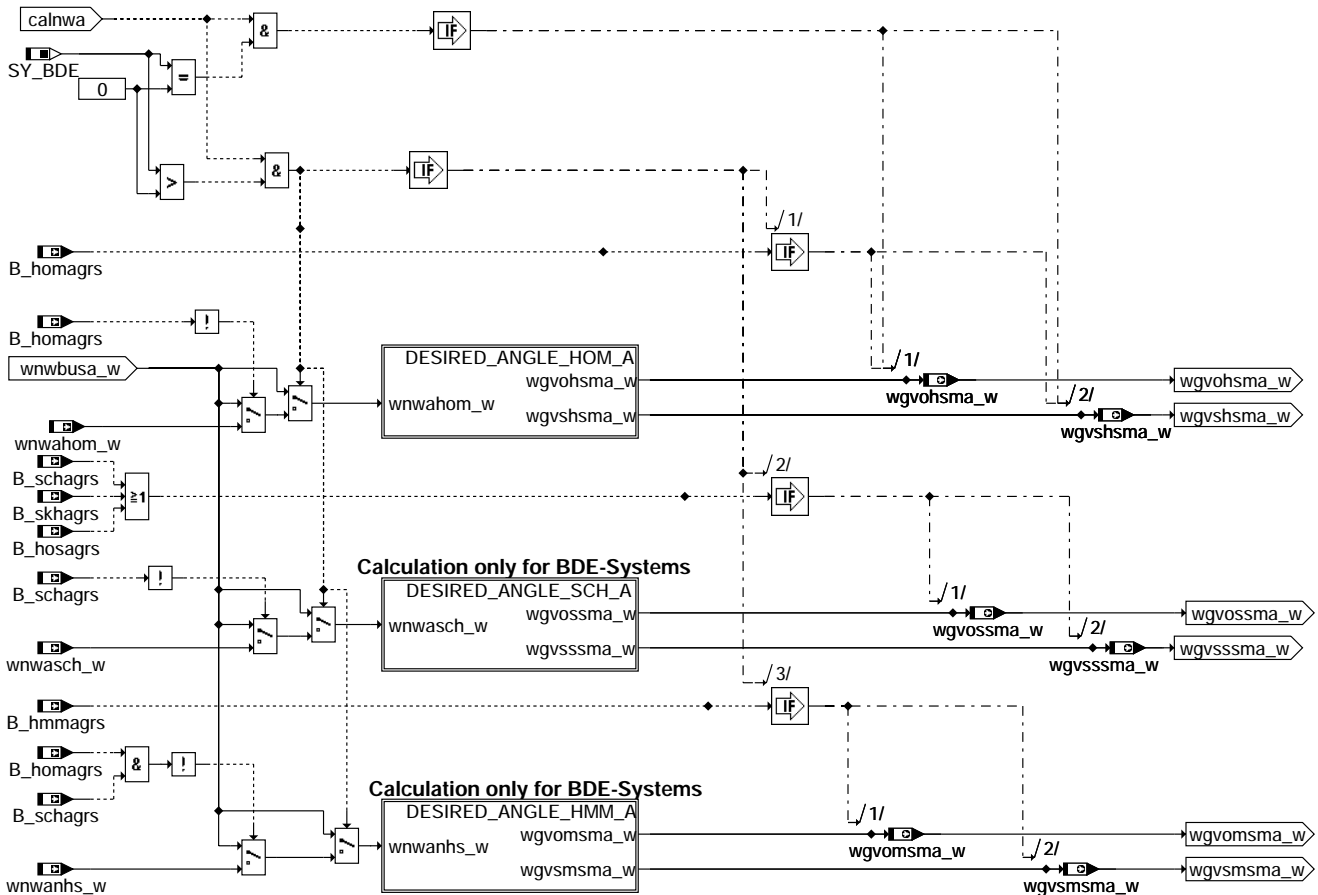 calnwa
&
IF
SY_BDE
=
0
&
IF
>
/1/
IF
B_homagrs
!
B_homagrs
wnwbusa_w
DESIRED_ANGLE_HOM_A
/1/
wgvohsma_w
wgvohsma_w
wgvohsma_w
wnwahom_w
/2/
wgvshsma_w
wgvshsma_w
wgvshsma_w
wnwahom_w
B_schagrs
/2/
≥1
IF
B_skhagrs
B_hosagrs
Calculation only for BDE-Systems
!
B_schagrs
DESIRED_ANGLE_SCH_A
/1/
wgvossma_w
wgvossma_w
wgvossma_w
wnwasch_w
/2/
wgvsssma_w
wgvsssma_w
wgvsssma_w
wnwasch_w
/3/
IF
B_hmmagrs
B_homagrs
&
!
Calculation only for BDE-Systems
B_schagrs
DESIRED_ANGLE_HMM_A
/1/
wgvomsma_w
wgvomsma_w
wgvomsma_w
wnwanhs_w
/2/
wgvsmsma_w
wgvsmsma_w
wgvsmsma_w
wnwanhs_w